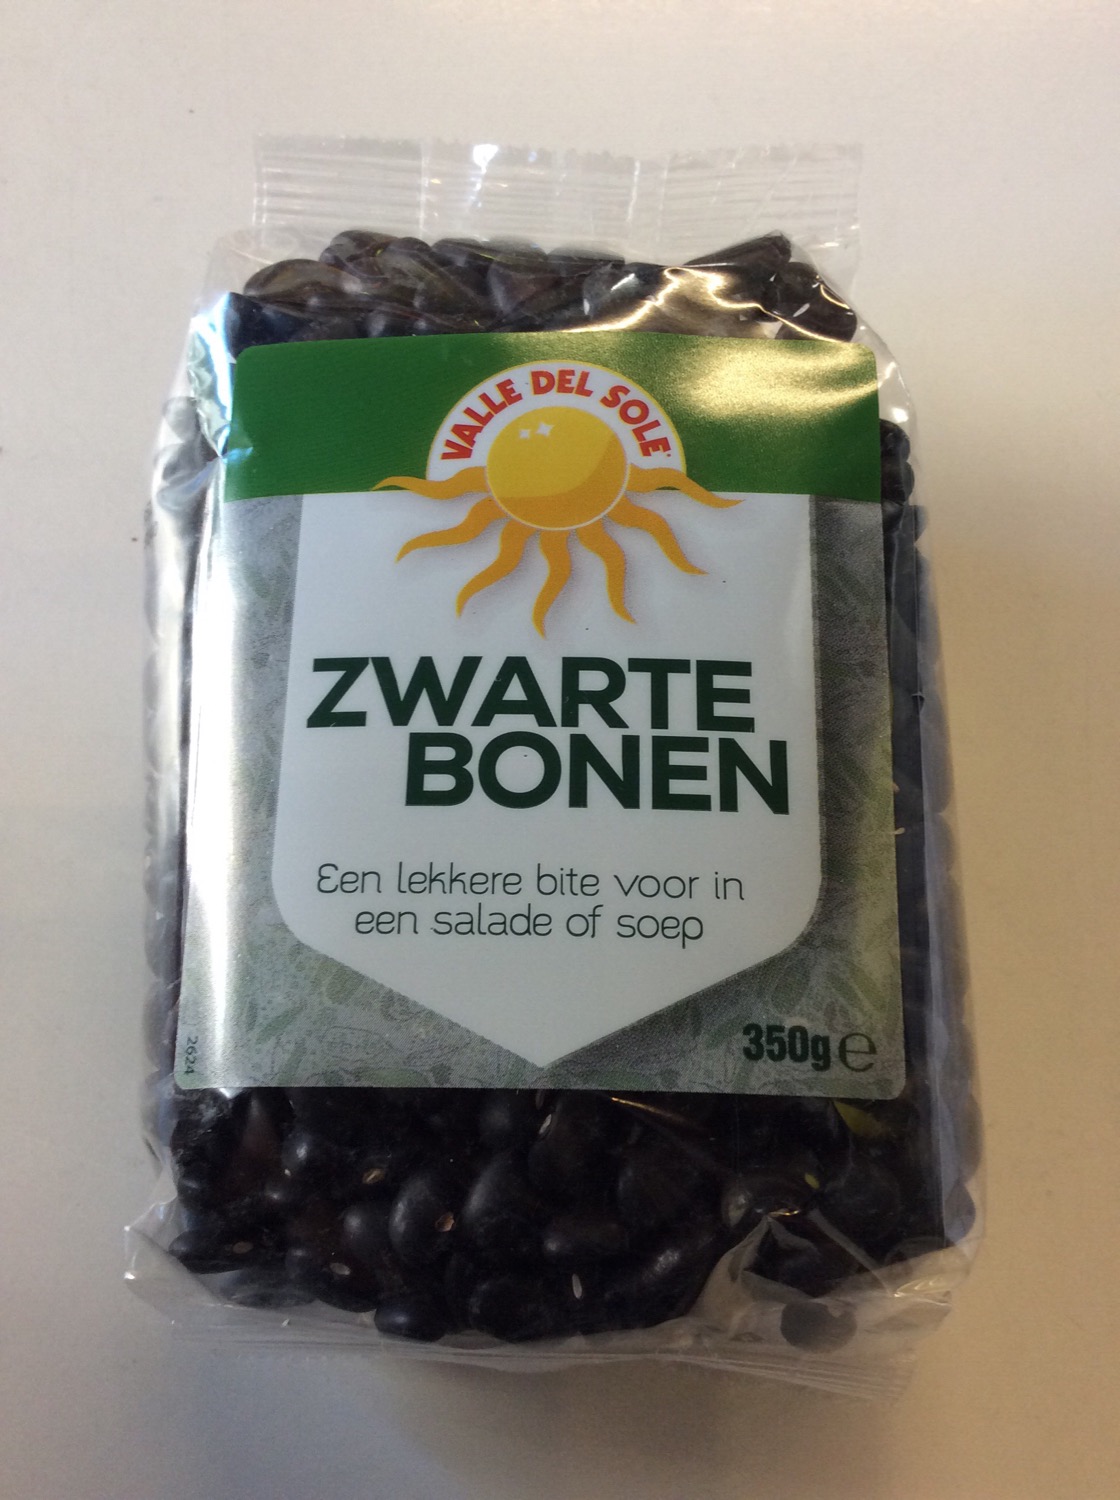 VALLE DEL SOLE
ZWARTE
BONEN
Een lekkere bite voor in
een salade of soep
350g ℮
2624